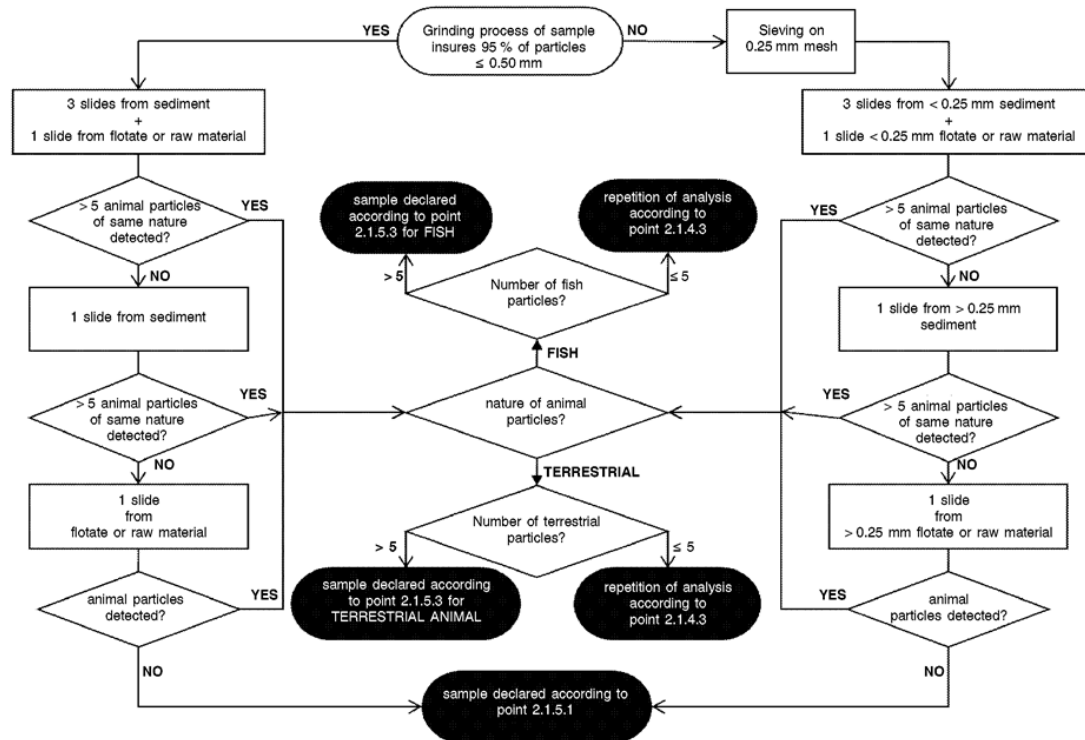 YES
Grinding process of sample
insures 95 % of particles
≤ 0.50 mm
NO
Sieving on
0.25 mm mesh
3 slides from sediment
+
1 slide from flotate or raw material
3 slides from < 0.25 mm sediment
+
1 slide < 0.25 mm flotate or raw material
> 5 animal particles
of same nature
detected?
YES
NO
sample declared
according to point
2.1.5.3 for FISH
repetition of analysis
according to
point 2.1.4.3
YES
> 5 animal particles
of same nature
detected?
NO
> 5
Number of fish
particles?
≤ 5
1 slide from sediment
1 slide from > 0.25 mm
sediment
FISH
> 5 animal particles
of same nature
detected?
YES
NO
nature of animal
particles?
YES
> 5 animal particles
of same nature
detected?
NO
TERRESTRIAL
1 slide
from
flotate or raw material
Number of terrestrial
particles?
> 5
≤ 5
1 slide
from
> 0.25 mm flotate or raw material
animal particles
detected?
YES
NO
sample declared according
to point 2.1.5.3 for
TERRESTRIAL ANIMAL
repetition of analysis
according to
point 2.1.4.3
YES
animal
particles detected?
NO
sample declared according to
point 2.1.5.1